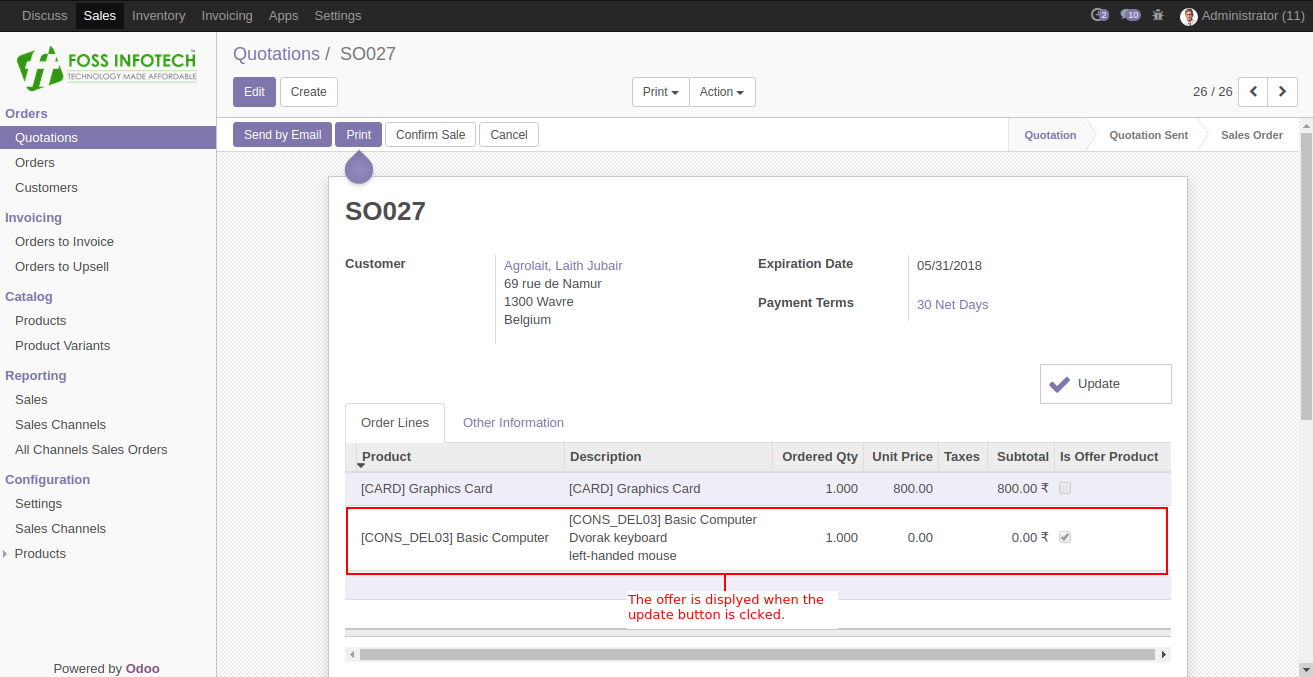 Discuss Sales Inventory Invoicing Apps Settings 2 10 Administrator (11)
FOSS INFOTECH™
TECHNOLOGY MADE AFFORDABLE
Quotations / SO027
Edit Create Print Action 26 / 26
Send by Email Print Confirm Sale Cancel Quotation Quotation Sent Sales Order
Orders
Quotations
Orders
Customers
Invoicing
Orders to Invoice
Orders to Upsell
Catalog
Products
Product Variants
Reporting
Sales
Sales Channels
All Channels Sales Orders
Configuration
Settings
Sales Channels
Products
Powered by Odoo
SO027
Customer Agrolait, Laith Jubair
69 rue de Namur
1300 Wavre
Belgium
Expiration Date 05/31/2018
Payment Terms 30 Net Days
Update
Order Lines Other Information
Product Description Ordered Qty Unit Price Taxes Subtotal Is Offer Product
[CARD] Graphics Card [CARD] Graphics Card 1.000 800.00 800.00 ₹
[CONS_DEL03] Basic Computer [CONS_DEL03] Basic Computer 1.000 0.00 0.00 ₹
Dvorak keyboard
left-handed mouse
The offer is displyed when the
update button is clcked.